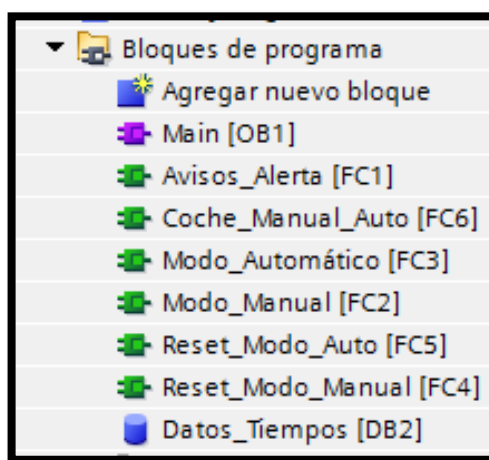 Bloques de programa
Agregar nuevo bloque
Main [OB1]
Avisos_Alerta [FC1]
Coche_Manual_Auto [FC6]
Modo_Automático [FC3]
Modo_Manual [FC2]
Reset_Modo_Auto [FC5]
Reset_Modo_Manual [FC4]
Datos_Tiempos [DB2]